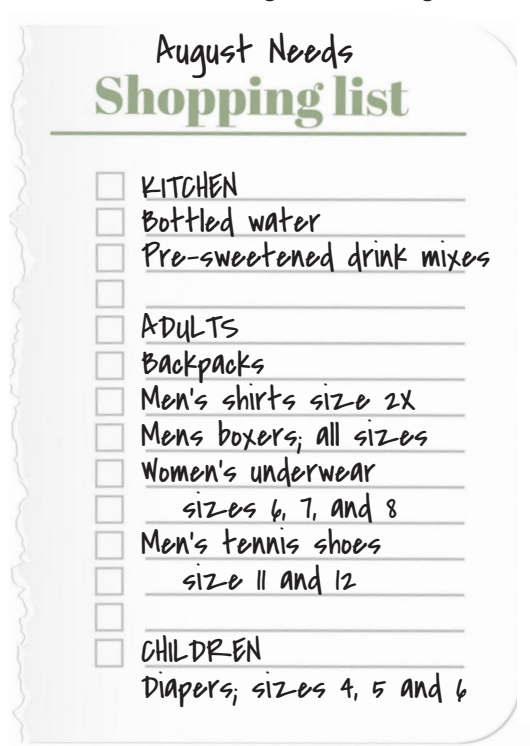 August Needs
Shopping list
KITCHEN
Bottled water
Pre-sweetened drink mixes
ADULTS
Backpacks
Men's shirts size 2X
Mens boxers; all sizes
Women's underwear
sizes 6, 7, and 8
Men's tennis shoes
size 11 and 12
CHILDREN
Diapers; sizes 4, 5 and 6